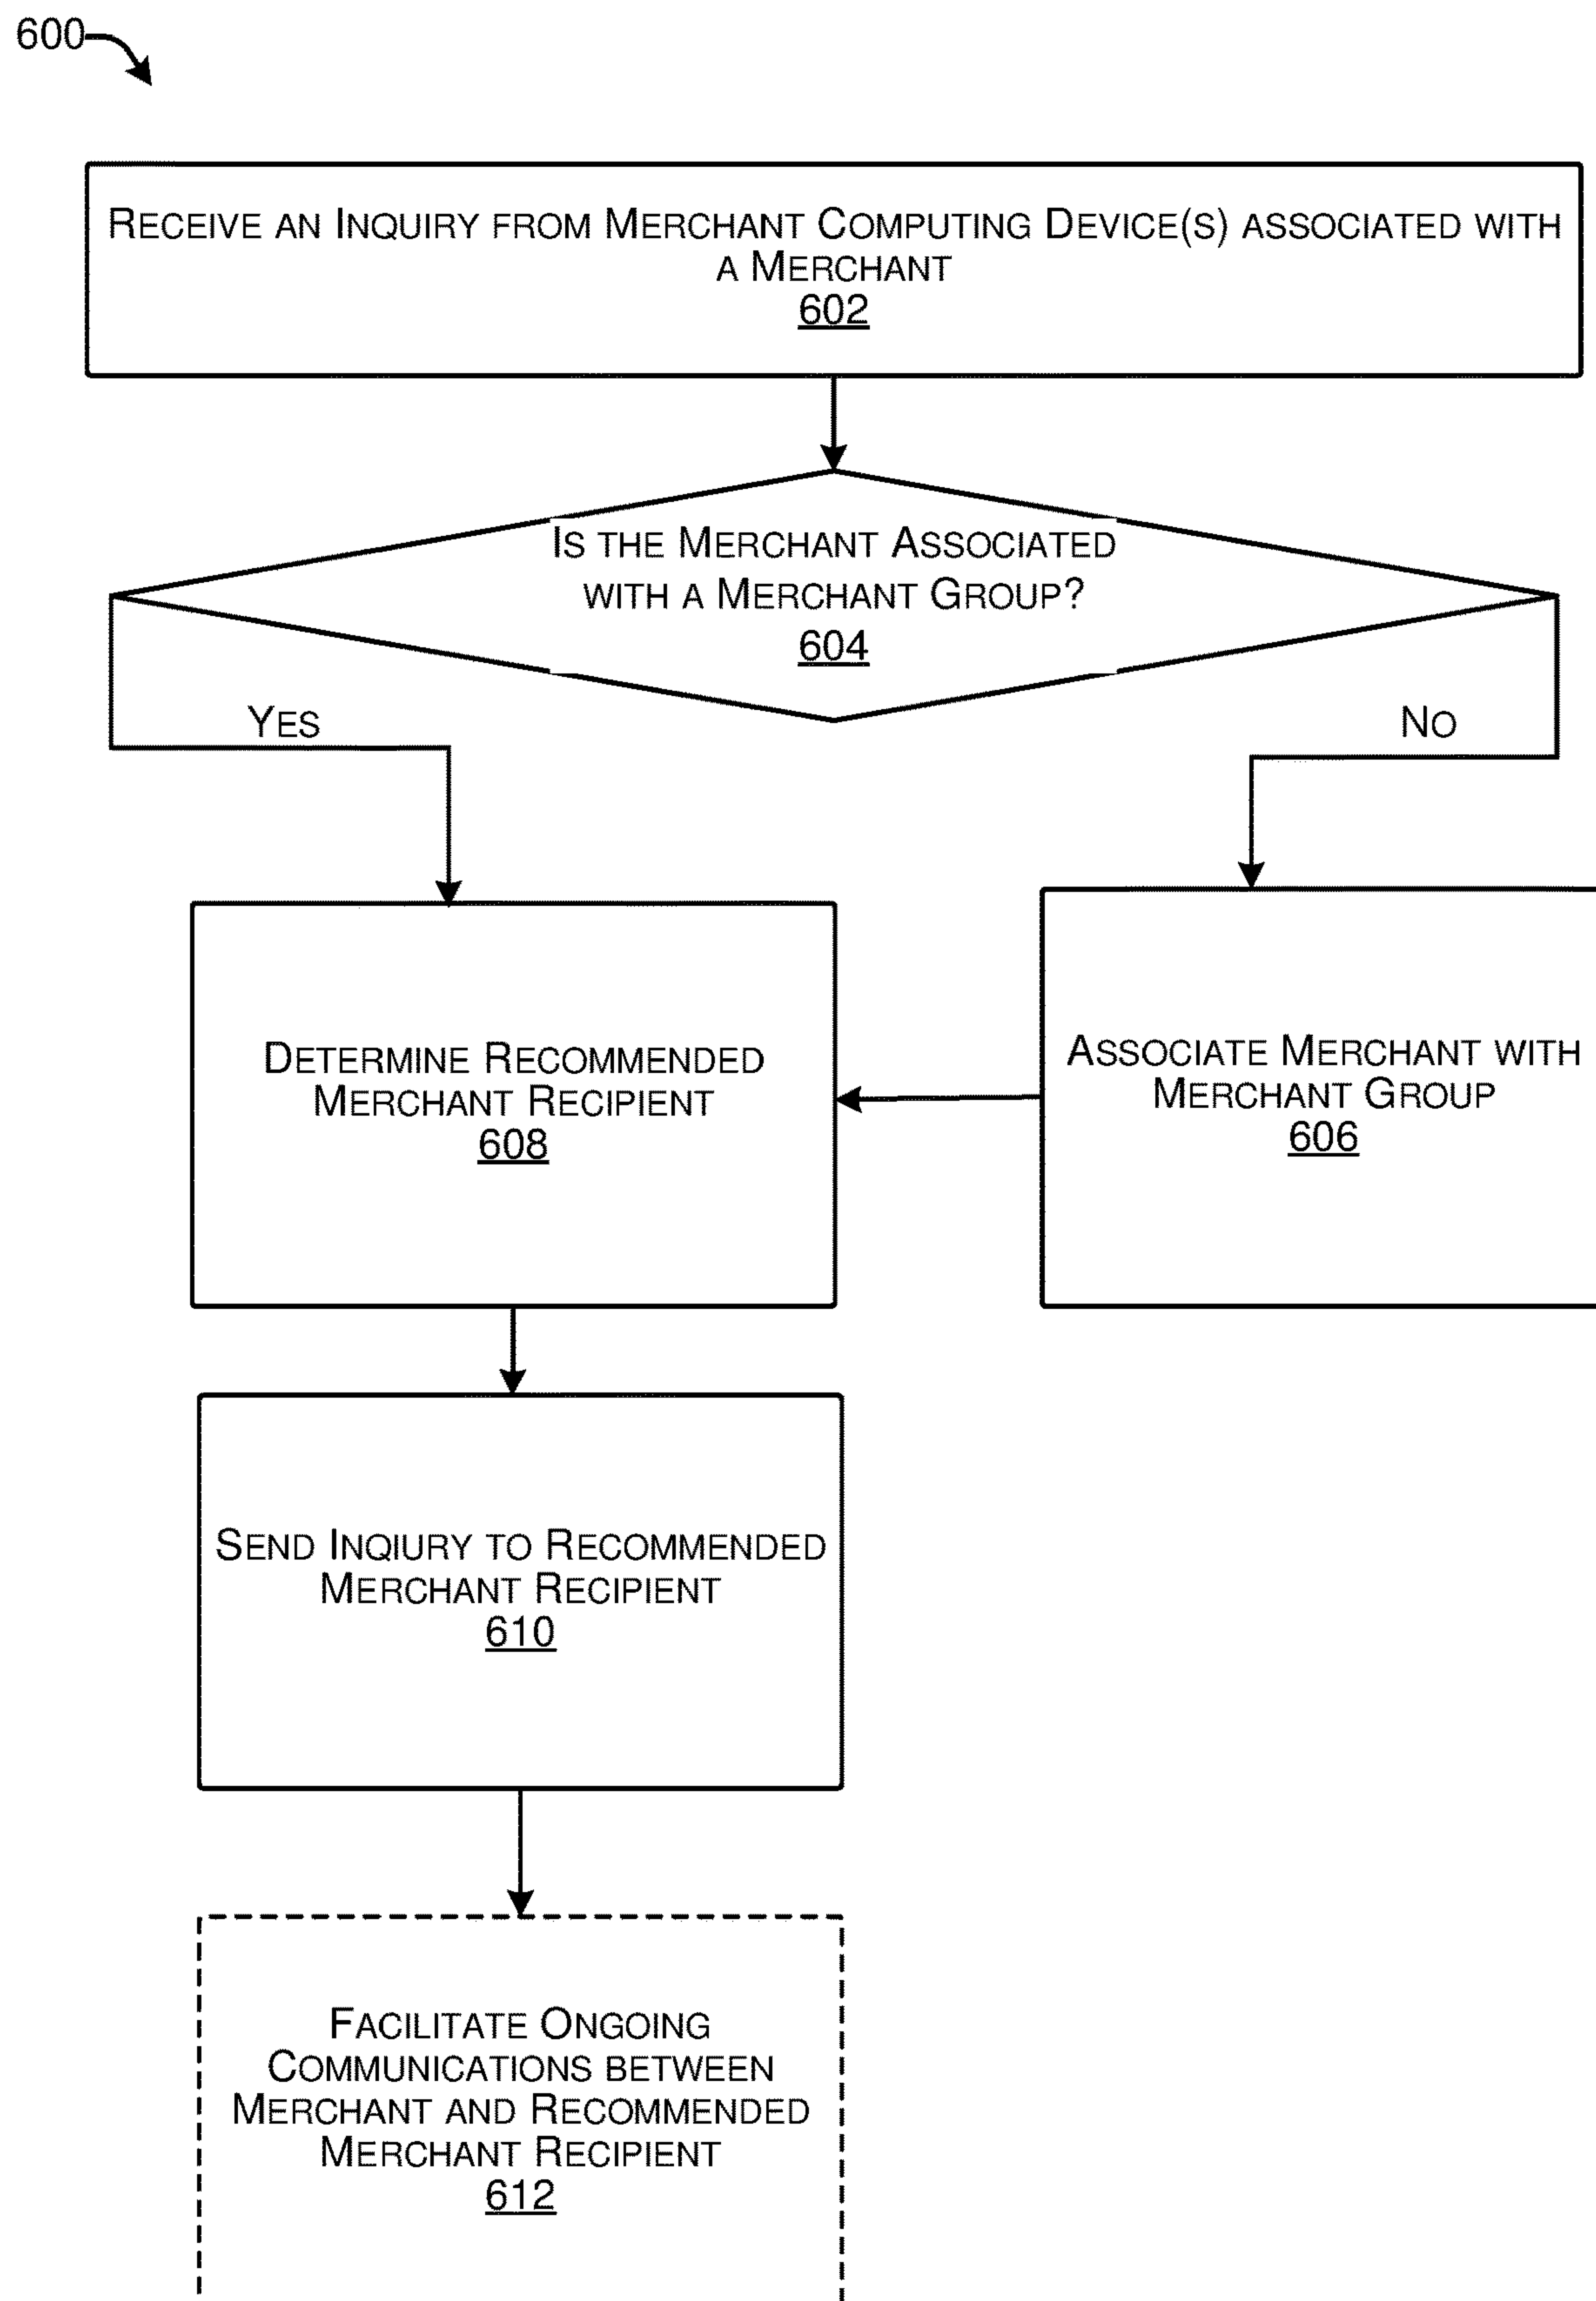 600
RECEIVE AN INQUIRY FROM MERCHANT COMPUTING DEVICE(S) ASSOCIATED WITH
A MERCHANT
602
IS THE MERCHANT ASSOCIATED
WITH A MERCHANT GROUP?
604
YES
NO
DETERMINE RECOMMENDED
MERCHANT RECIPIENT
608
ASSOCIATE MERCHANT WITH
MERCHANT GROUP
606
SEND INQIURY TO RECOMMENDED
MERCHANT RECIPIENT
610
FACILITATE ONGOING
COMMUNICATIONS BETWEEN
MERCHANT AND RECOMMENDED
MERCHANT RECIPIENT
612